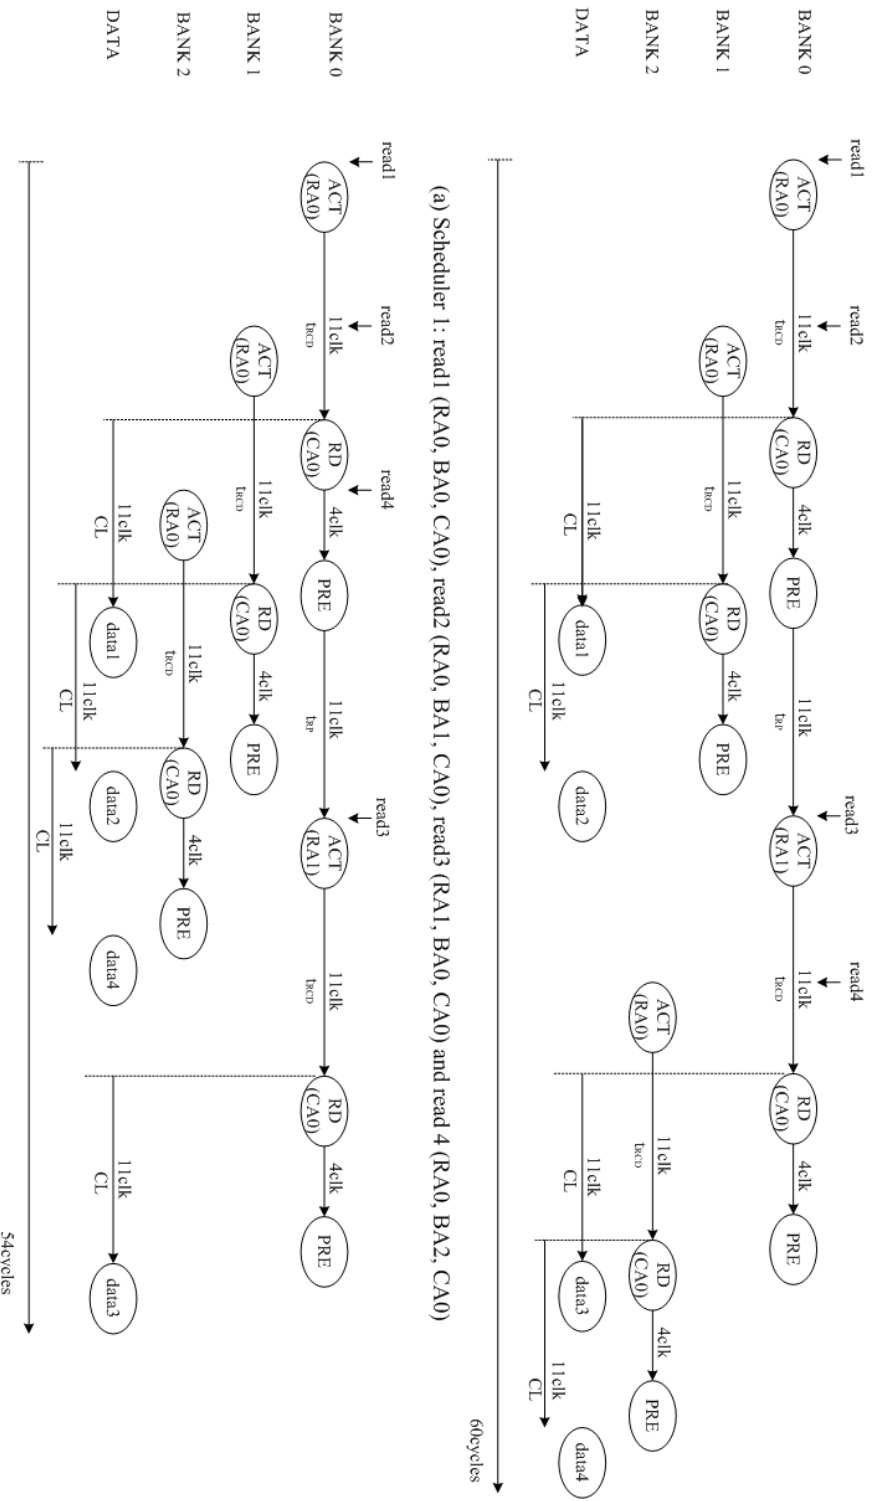 read1 read2 read3 read4
BANK 0 ACT 11clk RD 4clk PRE 11clk ACT 11clk RD 4clk PRE
(RA0) tRCD (CA0) tRP (RA1) tRCD (CA0)
BANK 1 ACT 11clk RD 4clk PRE
(RA0) tRCD (CA0)
BANK 2 ACT 11clk RD 4clk PRE
(RA0) tRCD (CA0)
DATA 11clk data1 data2 11clk data3 data4
CL CL
11clk 11clk
CL CL
60cycles
(a) Scheduler 1: read1 (RA0, BA0, CA0), read2 (RA0, BA1, CA0), read3 (RA1, BA0, CA0) and read 4 (RA0, BA2, CA0)
read1 read2 read4 read3
BANK 0 ACT 11clk RD 4clk PRE 11clk ACT 11clk RD 4clk PRE
(RA0) tRCD (CA0) tRP (RA1) tRCD (CA0)
BANK 1 ACT 11clk RD 4clk PRE
(RA0) tRCD (CA0)
BANK 2 ACT 11clk RD 4clk PRE
(RA0) tRCD (CA0)
DATA 11clk data1 data2 data4 11clk data3
CL CL
11clk
CL
11clk
CL
54cycles